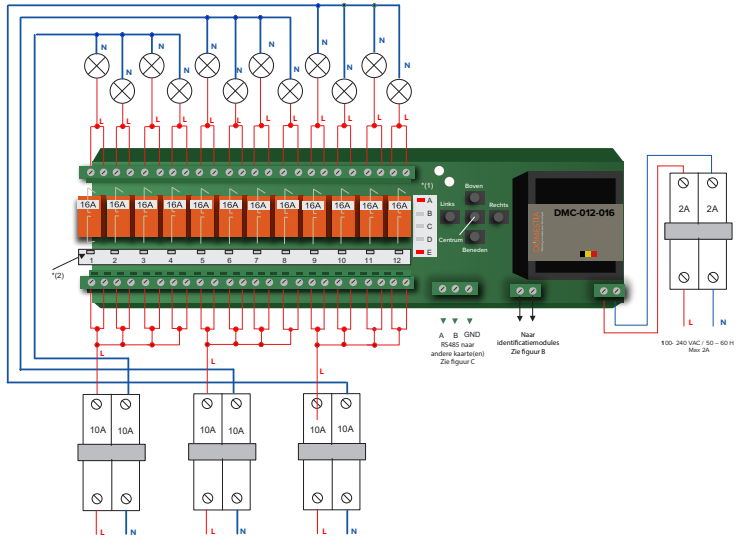 N N N N N N N N N N N N
L L L
16A 16A 16A 16A 16A 16A 16A 16A 16A 16A 16A 16A
*(1)
A
B
C
D
E
Boven
Links
Rechts
Centrum
Beneden
DMC-012-016
2A 2A
*(2)
1 2 3 4 5 6 7 8 9 10 11 12
A B GND
RS485 naar
andere kaarte(en)
Zie figuur C
Naar
identificatiemodules
Zie figuur B
L N
100- 240 VAC / 50 – 60 H
Max 2A
L L L
10A 10A 10A 10A 10A 10A
L N L N L N